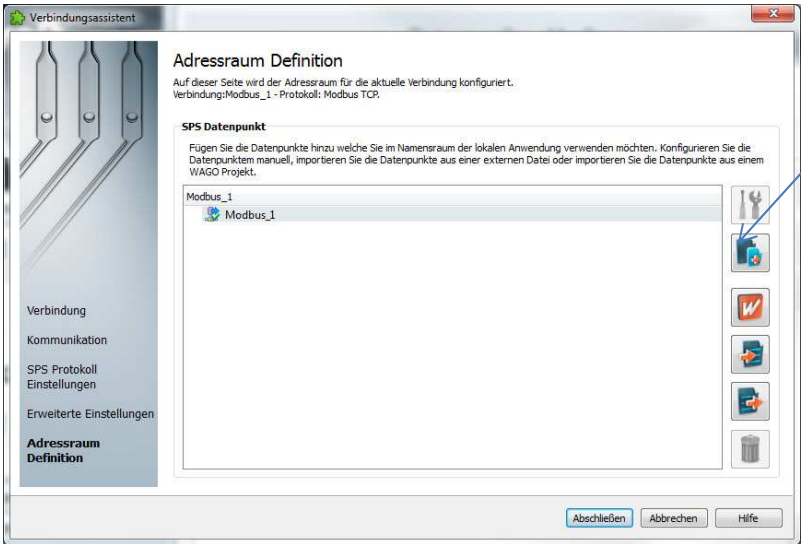 Verbindungsassistent
Adressraum Definition
Auf dieser Seite wird der Adressraum für die aktuelle Verbindung konfiguriert.
Verbindung:Modbus_1 - Protokoll: Modbus TCP.
SPS Datenpunkt
Fügen Sie die Datenpunkte hinzu welche Sie im Namensraum der lokalen Anwendung verwenden möchten. Konfigurieren Sie die
Datenpunktem manuell, importieren Sie die Datenpunkte aus einer externen Datei oder importieren Sie die Datenpunkte aus einem
WAGO Projekt.
Modbus_1
Modbus_1
Verbindung
Kommunikation
SPS Protokoll
Einstellungen
Erweiterte Einstellungen
Adressraum
Definition
Abschließen
Abbrechen
Hilfe